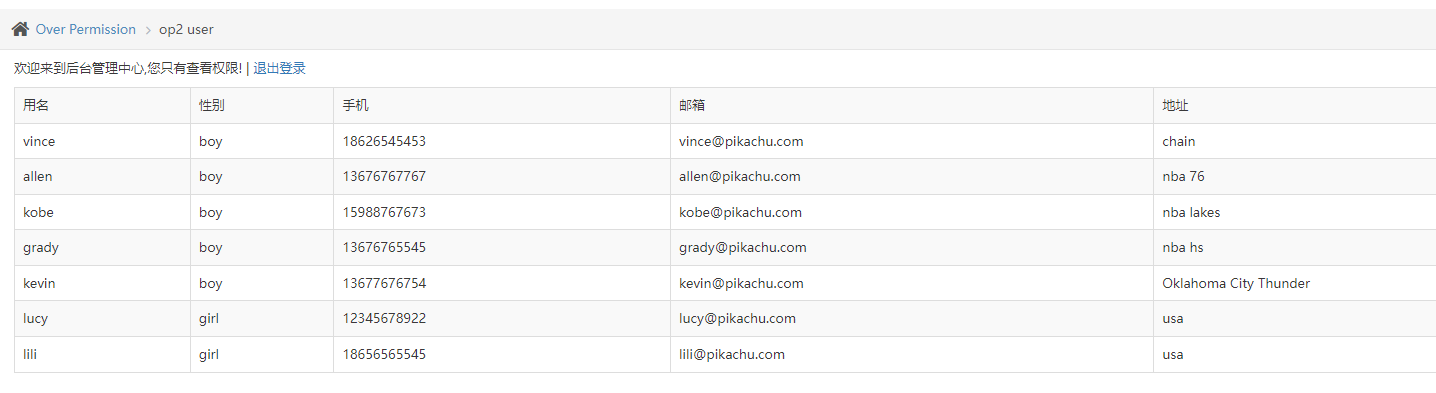 Over Permission > op2 user
欢迎来到后台管理中心,您只有查看权限! | 退出登录
用名 性别 手机 邮箱 地址
vince boy 18626545453 vince@pikachu.com chain
allen boy 13676767767 allen@pikachu.com nba 76
kobe boy 15988767673 kobe@pikachu.com nba lakes
grady boy 13676765545 grady@pikachu.com nba hs
kevin boy 13677676754 kevin@pikachu.com Oklahoma City Thunder
lucy girl 12345678922 lucy@pikachu.com usa
lili girl 18656565545 lili@pikachu.com usa